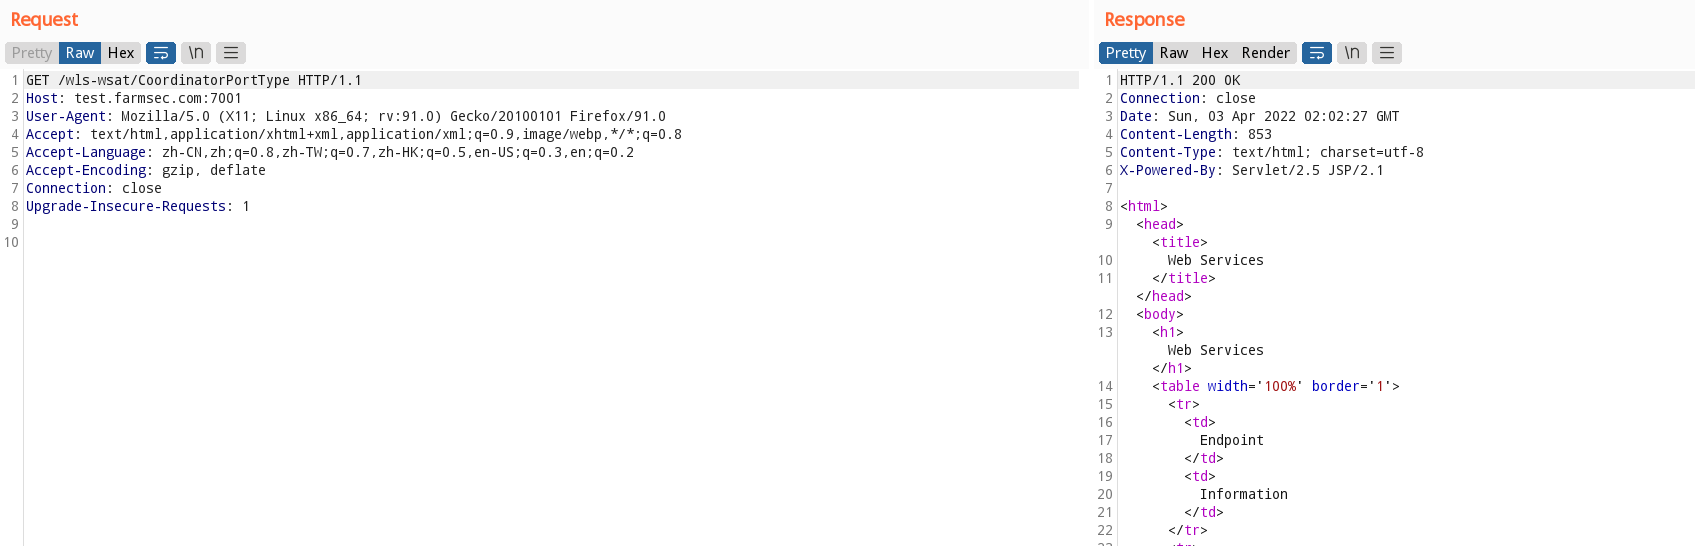 Request
Pretty Raw Hex \n
1 GET /wls-wsat/CoordinatorPortType HTTP/1.1
2 Host: test.farmsec.com:7001
3 User-Agent: Mozilla/5.0 (X11; Linux x86_64; rv:91.0) Gecko/20100101 Firefox/91.0
4 Accept: text/html,application/xhtml+xml,application/xml;q=0.9,image/webp,*/*;q=0.8
5 Accept-Language: zh-CN,zh;q=0.8,zh-TW;q=0.7,zh-HK;q=0.5,en-US;q=0.3,en;q=0.2
6 Accept-Encoding: gzip, deflate
7 Connection: close
8 Upgrade-Insecure-Requests: 1
9
10
Response
Pretty Raw Hex Render \n
1 HTTP/1.1 200 OK
2 Connection: close
3 Date: Sun, 03 Apr 2022 02:02:27 GMT
4 Content-Length: 853
5 Content-Type: text/html; charset=utf-8
6 X-Powered-By: Servlet/2.5 JSP/2.1
7
8 <html>
9 <head>
<title>
10 Web Services
11 </title>
</head>
12 <body>
13 <h1>
Web Services
</h1>
14 <table width='100%' border='1'>
15 <tr>
16 <td>
17 Endpoint
18 </td>
19 <td>
20 Information
21 </td>
22 </tr>